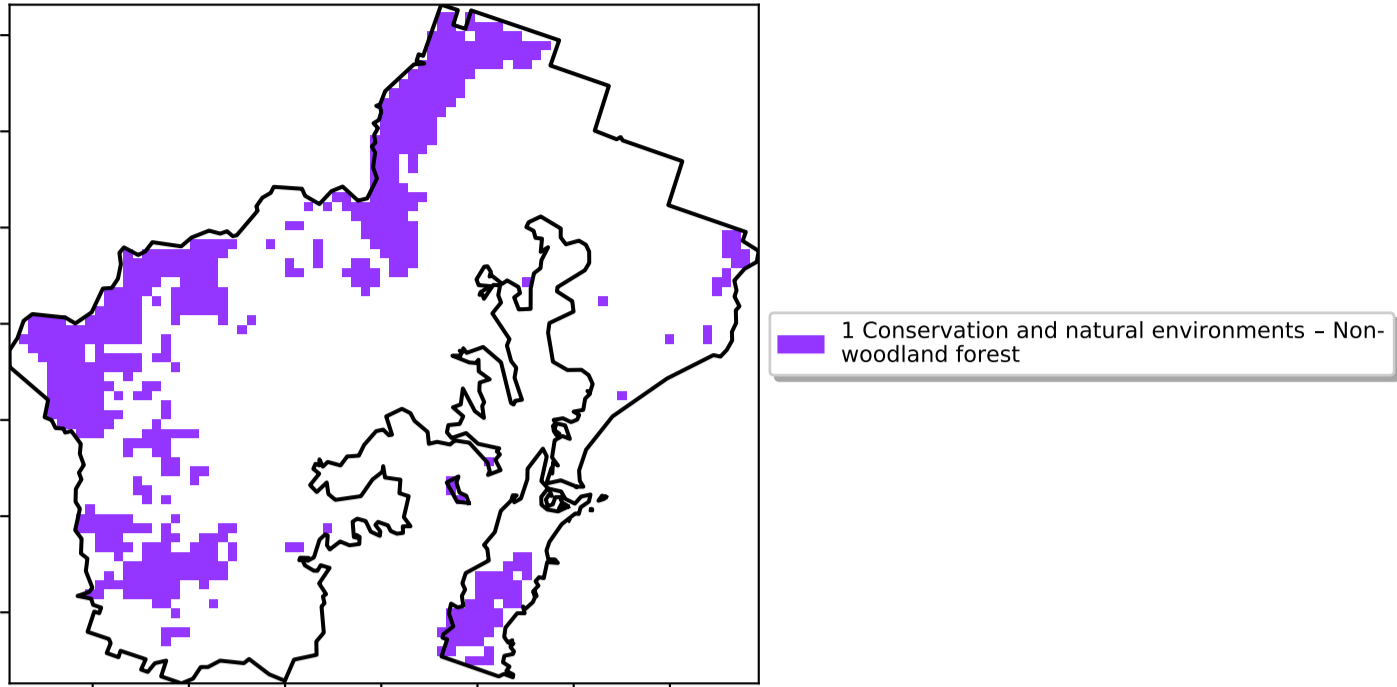 1 Conservation and natural environments – Non-
woodland forest